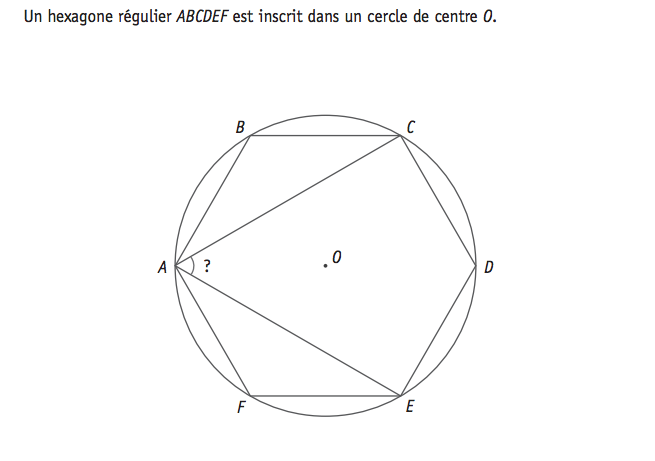 Un hexagone régulier ABCDEF est inscrit dans un cercle de centre O.
B
C
A
?
O
D
F
E